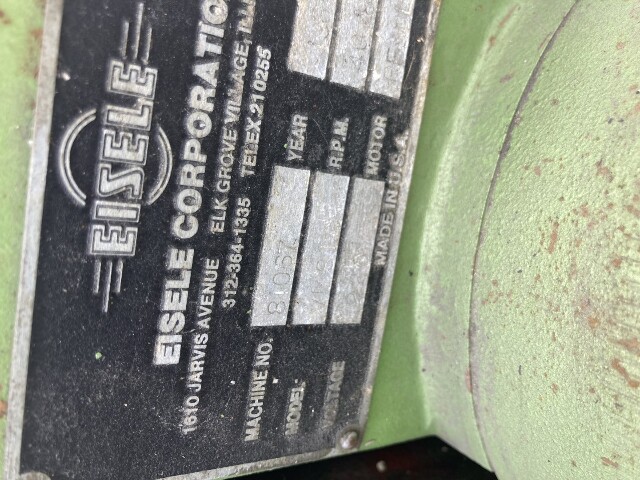 EISELE
EISELE CORPORATION
1610 JARVIS AVENUE ELK GROVE VILLAGE, ILL
312-364-1335 TELEX 210255
MACHINE NO. 81057 YEAR
MODEL R.P.M.
VOLTAGE MOTOR
MADE IN U.S.A.